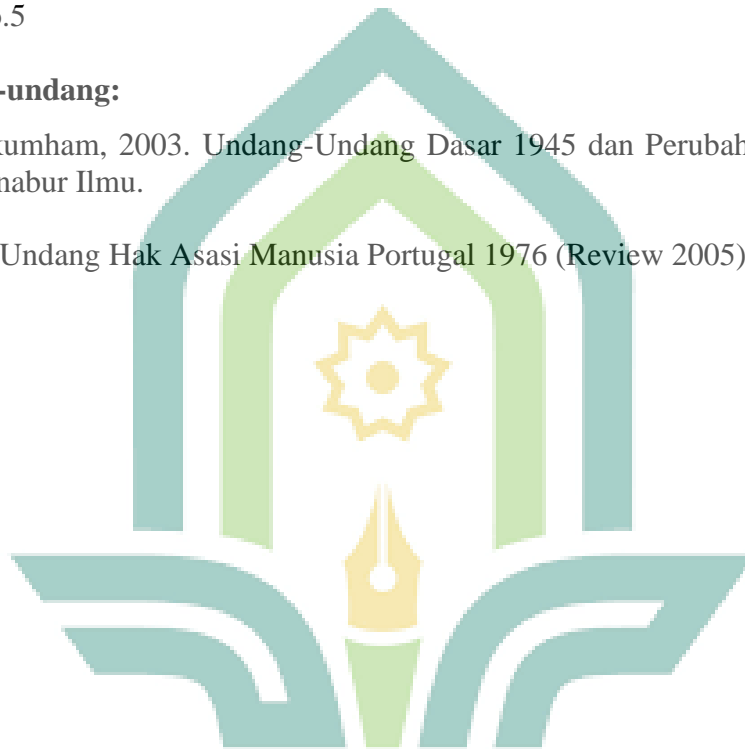 .5
-undang:
kumham, 2003. Undang-Undang Dasar 1945 dan Perubah
nabur Ilmu.
Undang Hak Asasi Manusia Portugal 1976 (Review 2005)